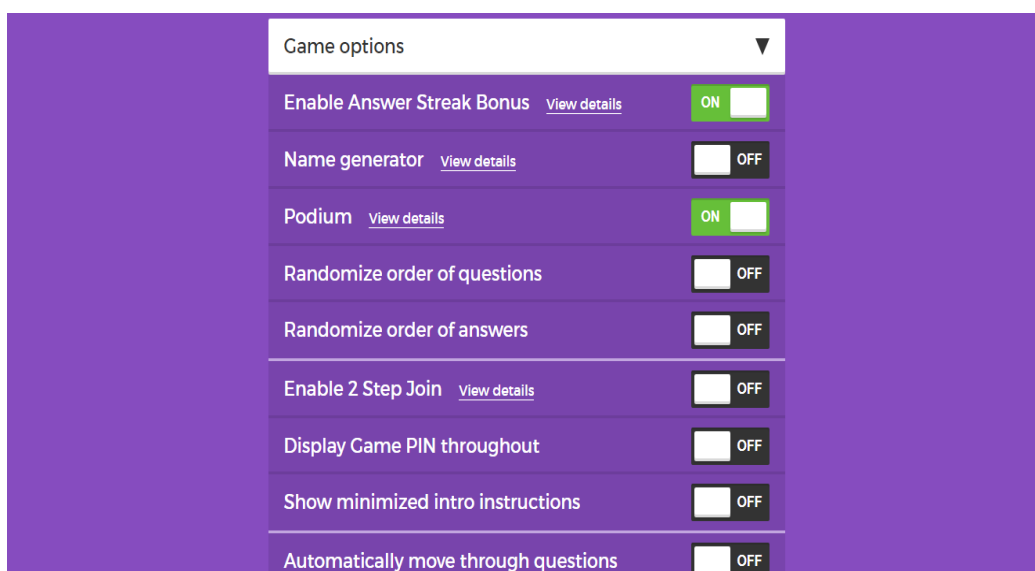 Game options
Enable Answer Streak Bonus View details ON
Name generator View details OFF
Podium View details ON
Randomize order of questions OFF
Randomize order of answers OFF
Enable 2 Step Join View details OFF
Display Game PIN throughout OFF
Show minimized intro instructions OFF
Automatically move through questions OFF